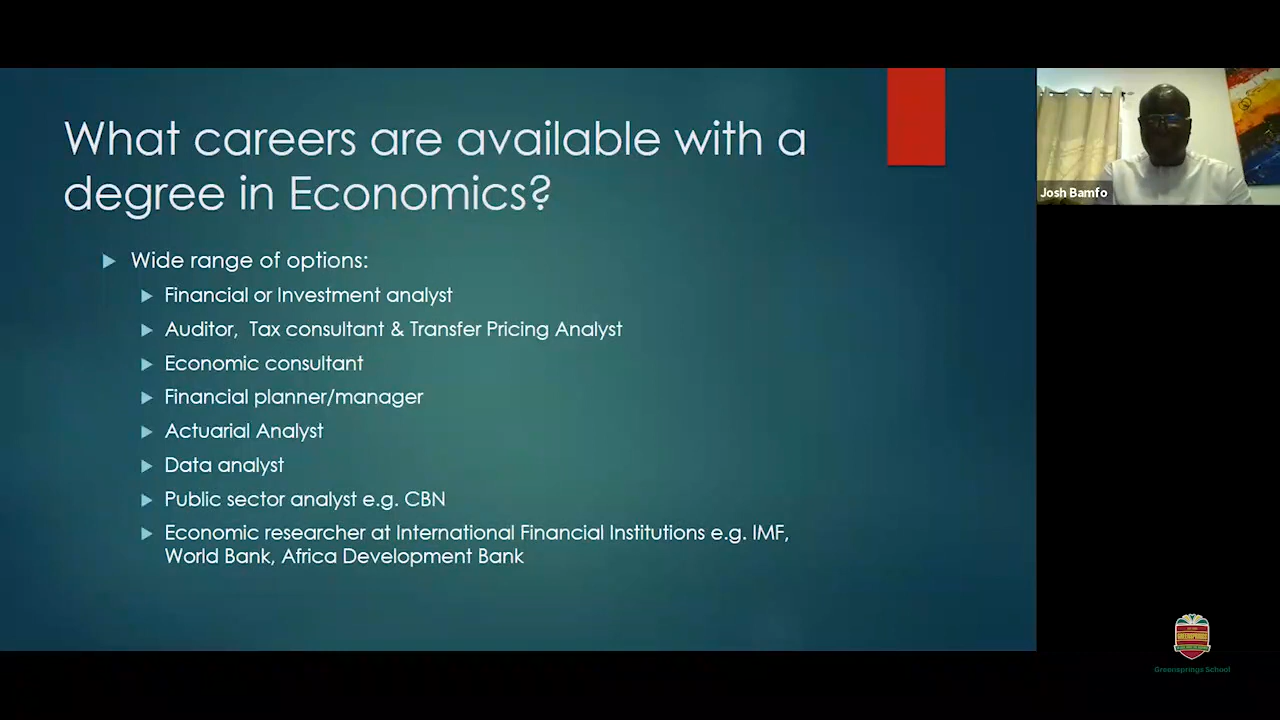 What careers are available with a
degree in Economics?
Wide range of options:
Financial or Investment analyst
Auditor,  Tax consultant & Transfer Pricing Analyst
Economic consultant
Financial planner/manager
Actuarial Analyst
Data analyst
Public sector analyst e.g. CBN
Economic researcher at International Financial Institutions e.g. IMF,
World Bank, Africa Development Bank
Josh Bamfo
GREENSPRINGS
Greensprings School